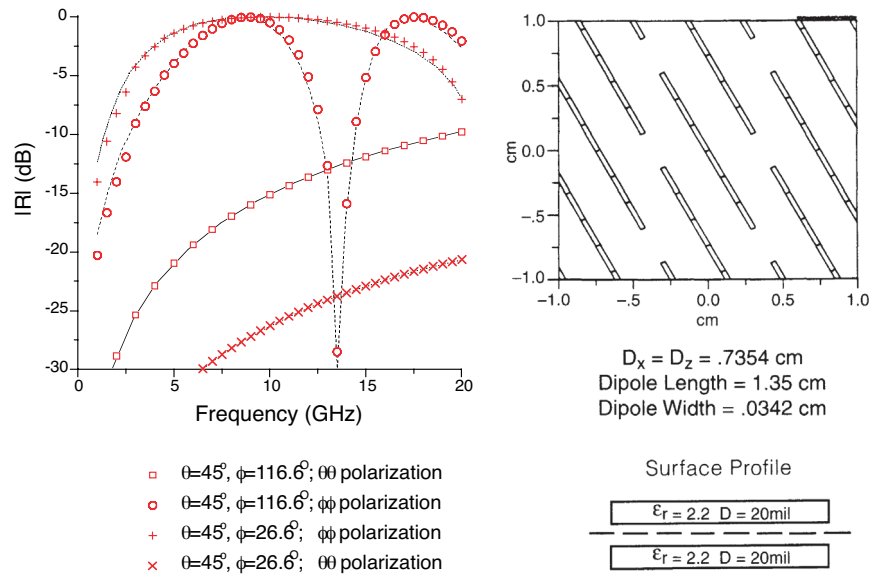 0
-5
-10
-15
-20
-25
-30
|R| (dB)
0
5
10
15
20
Frequency (GHz)
θ=45°, ϕ=116.6°; θθ polarization
θ=45°, ϕ=116.6°; ϕϕ polarization
θ=45°, ϕ=26.6°; ϕϕ polarization
θ=45°, ϕ=26.6°; θθ polarization
1.0
0.5
cm
0.0
-.5
-1.0
-1.0
-.5
0.0
0.5
1.0
cm
Dx = Dz = .7354 cm
Dipole Length = 1.35 cm
Dipole Width = .0342 cm
Surface Profile
εr = 2.2 D = 20mil
εr = 2.2 D = 20mil